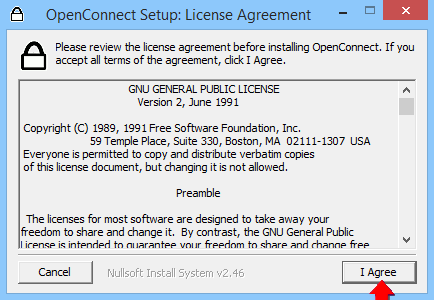 OpenConnect Setup: License Agreement
Please review the license agreement before installing OpenConnect. If you
accept all terms of the agreement, click I Agree.
GNU GENERAL PUBLIC LICENSE
Version 2, June 1991
Copyright (C) 1989, 1991 Free Software Foundation, Inc.
59 Temple Place, Suite 330, Boston, MA 02111-1307 USA
Everyone is permitted to copy and distribute verbatim copies
of this license document, but changing it is not allowed.
Preamble
The licenses for most software are designed to take away your
freedom to share and change it. By contrast, the GNU General Public
License is intended to guarantee your freedom to share and change free
Cancel
Nullsoft Install System v2.46
I Agree